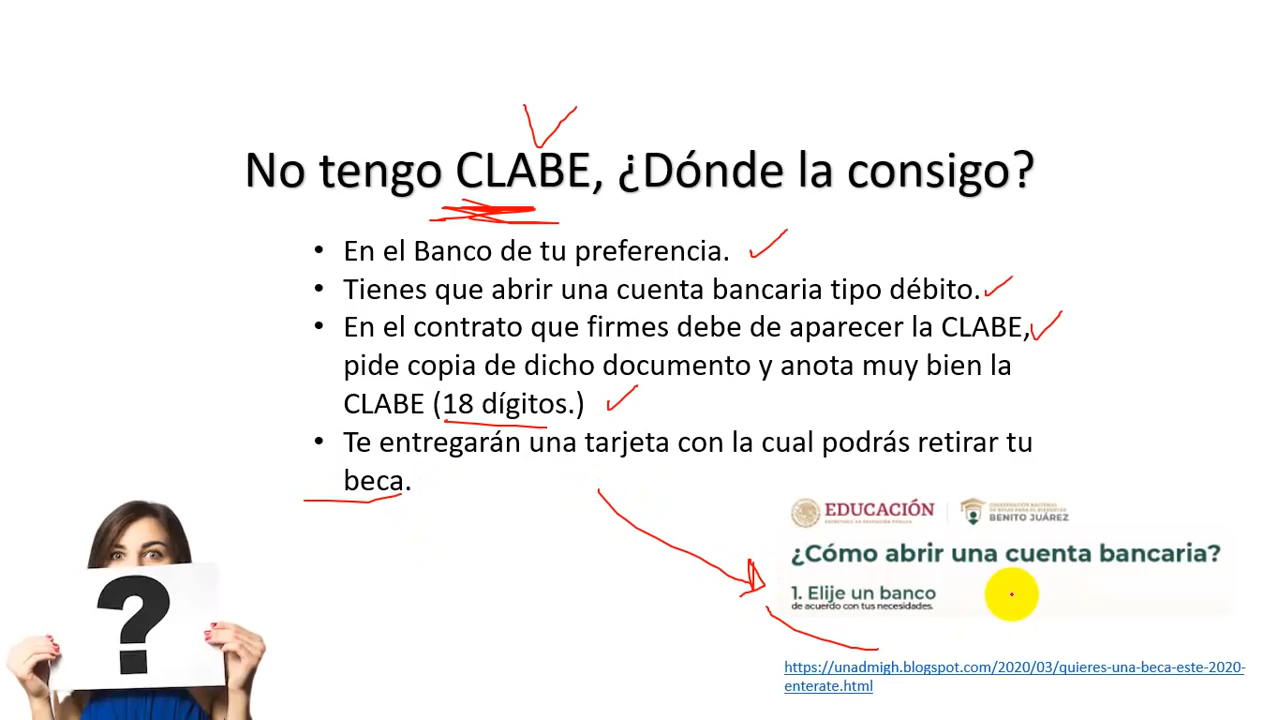 No tengo CLABE, ¿Dónde la consigo?
• En el Banco de tu preferencia.
• Tienes que abrir una cuenta bancaria tipo débito.
• En el contrato que firmes debe de aparecer la CLABE,
pide copia de dicho documento y anota muy bien la
CLABE (18 dígitos.)
• Te entregarán una tarjeta con la cual podrás retirar tu
beca.
?
EDUCACIÓN
SECRETARÍA DE EDUCACIÓN PÚBLICA
BENITO JUÁREZ
¿Cómo abrir una cuenta bancaria?
1. Elije un banco
de acuerdo con tus necesidades.
https://unadmigh.blogspot.com/2020/03/quieres-una-beca-este-2020-
enterate.html